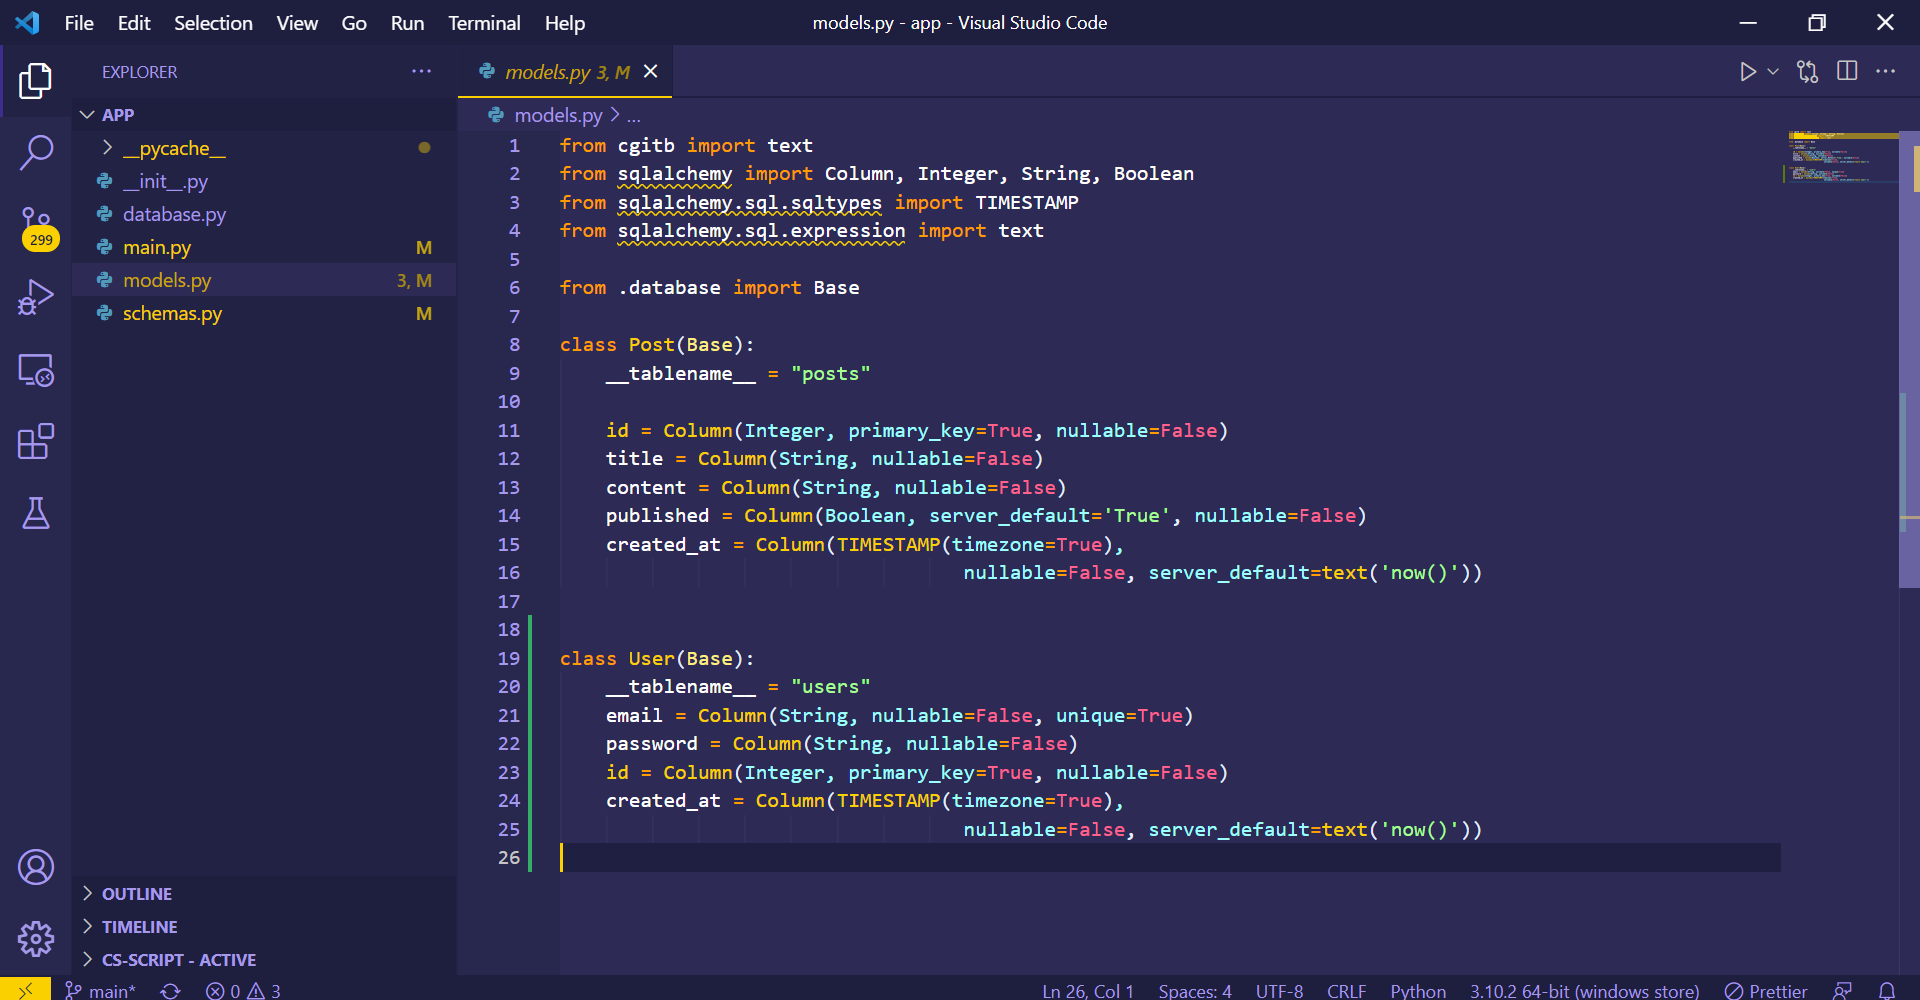 File Edit Selection View Go Run Terminal Help models.py - app - Visual Studio Code
EXPLORER
APP
__pycache__
__init__.py
database.py
main.py M
models.py 3, M
schemas.py M
OUTLINE
TIMELINE
CS-SCRIPT - ACTIVE
299
models.py 3, M
models.py > ...
1 from cgitb import text
2 from sqlalchemy import Column, Integer, String, Boolean
3 from sqlalchemy.sql.sqltypes import TIMESTAMP
4 from sqlalchemy.sql.expression import text
5
6 from .database import Base
7
8 class Post(Base):
9     __tablename__ = "posts"
10
11     id = Column(Integer, primary_key=True, nullable=False)
12     title = Column(String, nullable=False)
13     content = Column(String, nullable=False)
14     published = Column(Boolean, server_default='True', nullable=False)
15     created_at = Column(TIMESTAMP(timezone=True),
16                                    nullable=False, server_default=text('now()'))
17
18
19 class User(Base):
20     __tablename__ = "users"
21     email = Column(String, nullable=False, unique=True)
22     password = Column(String, nullable=False)
23     id = Column(Integer, primary_key=True, nullable=False)
24     created_at = Column(TIMESTAMP(timezone=True),
25                                    nullable=False, server_default=text('now()'))
26
main* 0 3 Ln 26, Col 1 Spaces: 4 UTF-8 CRLF Python 3.10.2 64-bit (windows store) Prettier